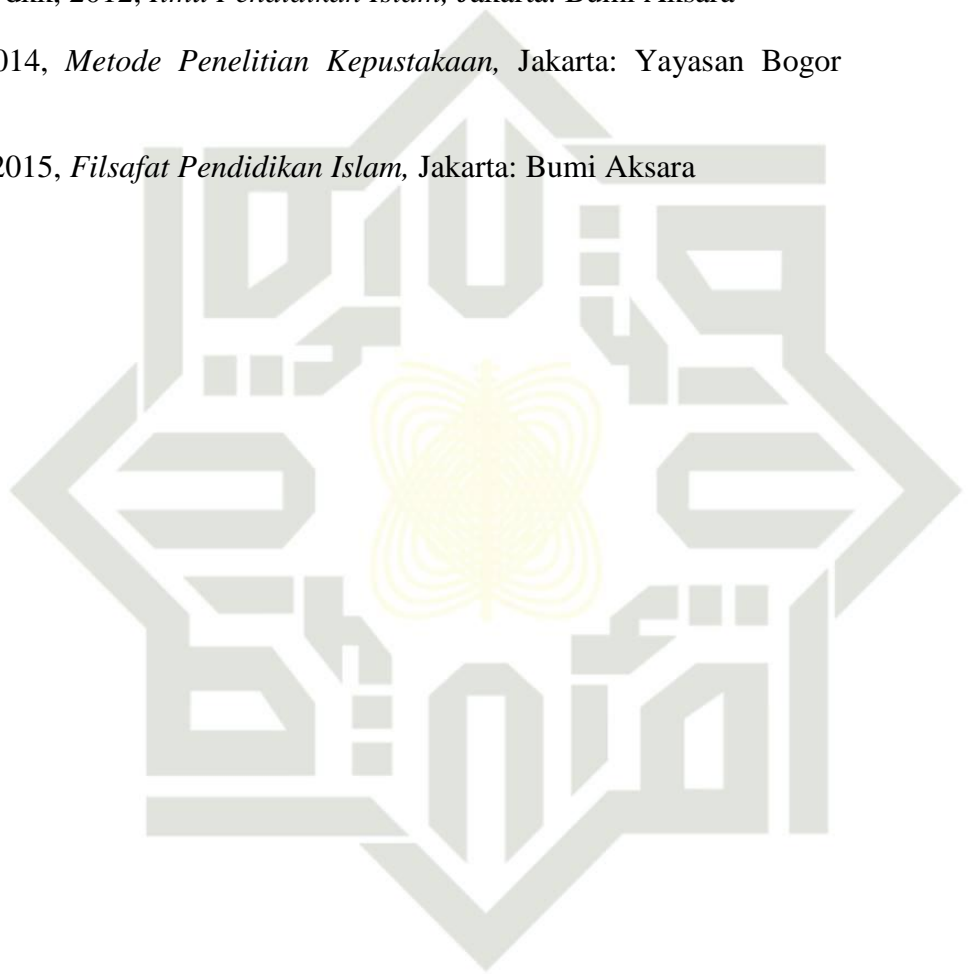 dkk, 2012, Ilmu Pendidikan Islam, Jakarta: Bumi Aksara
014, Metode Penelitian Kepustakaan, Jakarta: Yayasan Bogor
2015, Filsafat Pendidikan Islam, Jakarta: Bumi Aksara